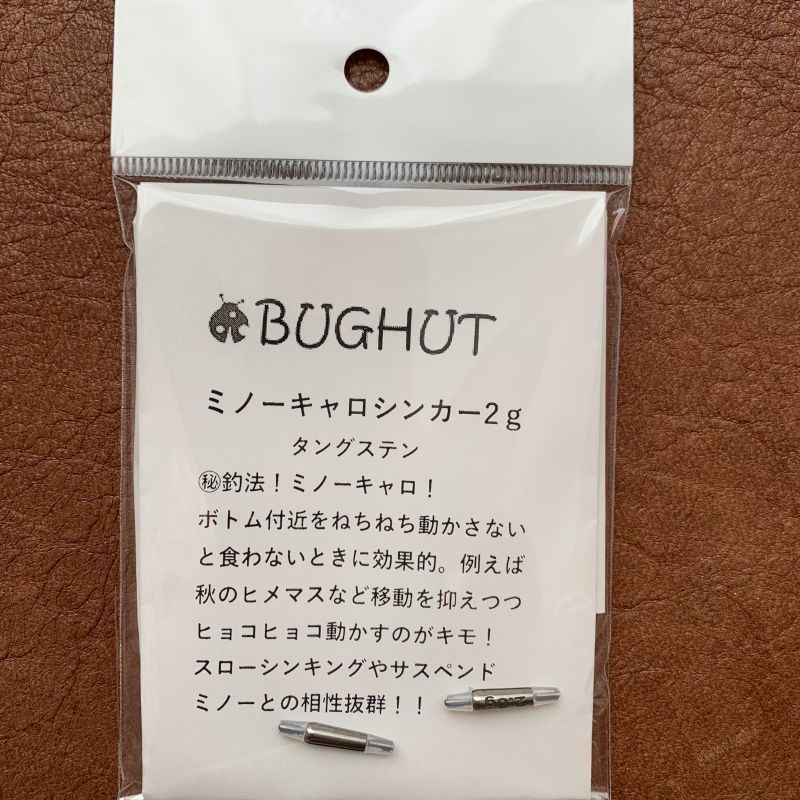 BUGHUT
ミノーキャロシンカー2g
タングステン
㊙釣法!ミノーキャロ!
ボトム付近をねちねち動かさない
と食わないときに効果的。例えば
秋のヒメマスなど移動を抑えつつ
ヒョコヒョコ動かすのがキモ!
スローシンキングやサスペンド
ミノーとの相性抜群!!
2.0g